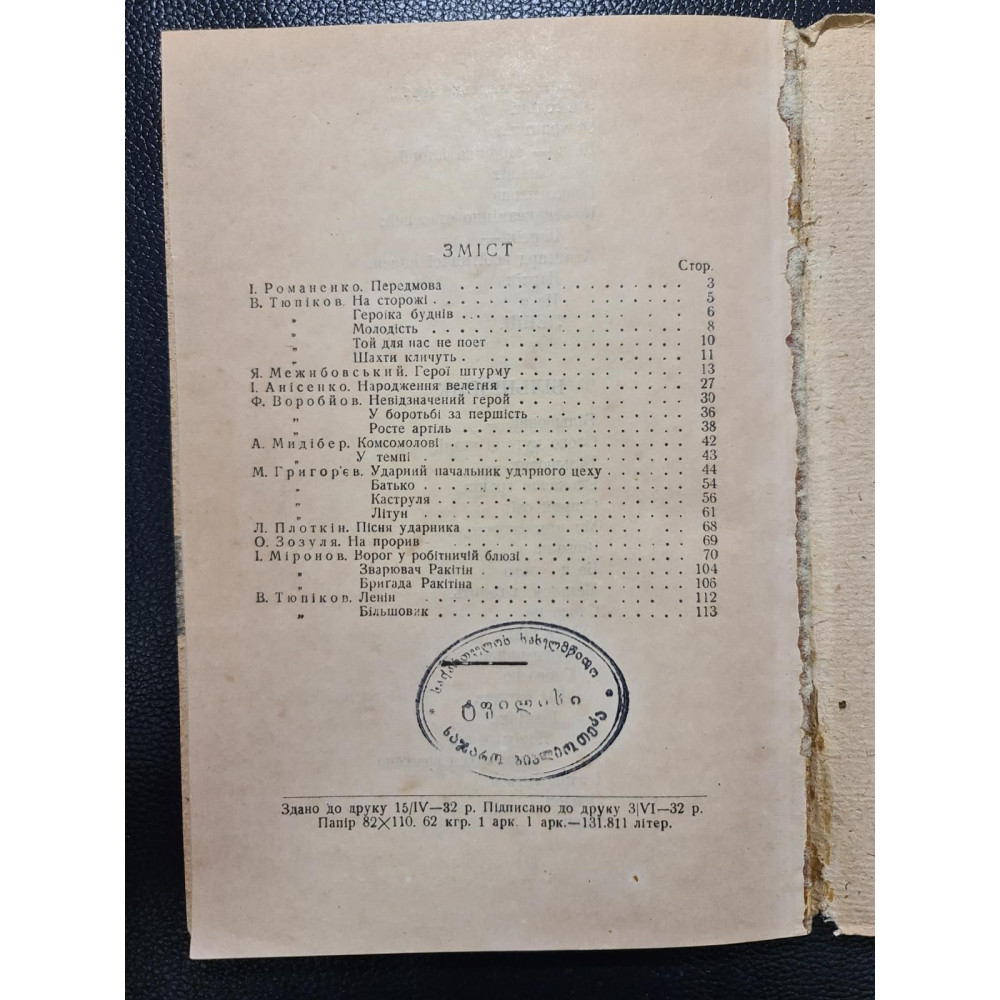 ЗМІСТ
Стор.
І. Романенко. Передмова . . . . . . . . . . . . . . . . 3
В. Тюпіков. На сторожі . . . . . . . . . . . . . . . . 5
„ Героїка буднів . . . . . . . . . . . . . . . . 6
„ Молодість . . . . . . . . . . . . . . . . 8
„ Той для нас не поет . . . . . . . . . . . . . . 10
„ Шахти кличуть . . . . . . . . . . . . . . . . 11
Я. Межибовський. Герої штурму . . . . . . . . . . . . 13
І. Анісенко. Народження велетня . . . . . . . . . . . . 27
Ф. Воробйов. Невідзначений герой . . . . . . . . . . . . 30
„ У боротьбі за першість . . . . . . . . . . . . 36
„ Росте артіль . . . . . . . . . . . . . . . . 38
А. Мидібер. Комсомолові . . . . . . . . . . . . . . . . 42
„ У темпі . . . . . . . . . . . . . . . . 43
М. Григор'єв. Ударний начальник ударного цеху . . . . . . 44
„ Батько . . . . . . . . . . . . . . . . 54
„ Каструля . . . . . . . . . . . . . . . . 56
„ Літун . . . . . . . . . . . . . . . . 61
Л. Плоткін. Пісня ударника . . . . . . . . . . . . . . . . 68
О. Зозуля. На прорив . . . . . . . . . . . . . . . . 69
І. Міронов. Ворог у робітничій блюзі . . . . . . . . . . . . 70
„ Зварювач Ракітін . . . . . . . . . . . . . . 104
„ Бригада Ракітіна . . . . . . . . . . . . . . 106
В. Тюпіков. Ленін . . . . . . . . . . . . . . . . 112
„ Більшовик . . . . . . . . . . . . . . . . 113
საქართველოს სახელმწიფო
ტფილისი
საჯარო ბიბლიოთეკა
Здано до друку 15/IV—32 р. Підписано до друку 3|VI—32 р.
Папір 82×110. 62 кгр. 1 арк. 1 арк.—131.811 літер.